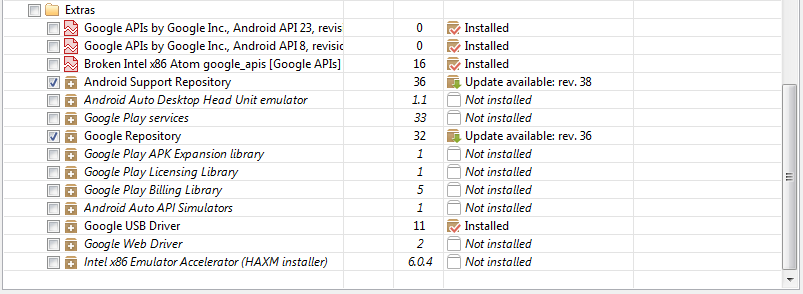 Extras
Google APIs by Google Inc., Android API 23, revisic 0 Installed
Google APIs by Google Inc., Android API 8, revisio 0 Installed
Broken Intel x86 Atom google_apis [Google APIs] 16 Installed
Android Support Repository 36 Update available: rev. 38
Android Auto Desktop Head Unit emulator 1.1 Not installed
Google Play services 33 Not installed
Google Repository 32 Update available: rev. 36
Google Play APK Expansion library 1 Not installed
Google Play Licensing Library 1 Not installed
Google Play Billing Library 5 Not installed
Android Auto API Simulators 1 Not installed
Google USB Driver 11 Installed
Google Web Driver 2 Not installed
Intel x86 Emulator Accelerator (HAXM installer) 6.0.4 Not installed